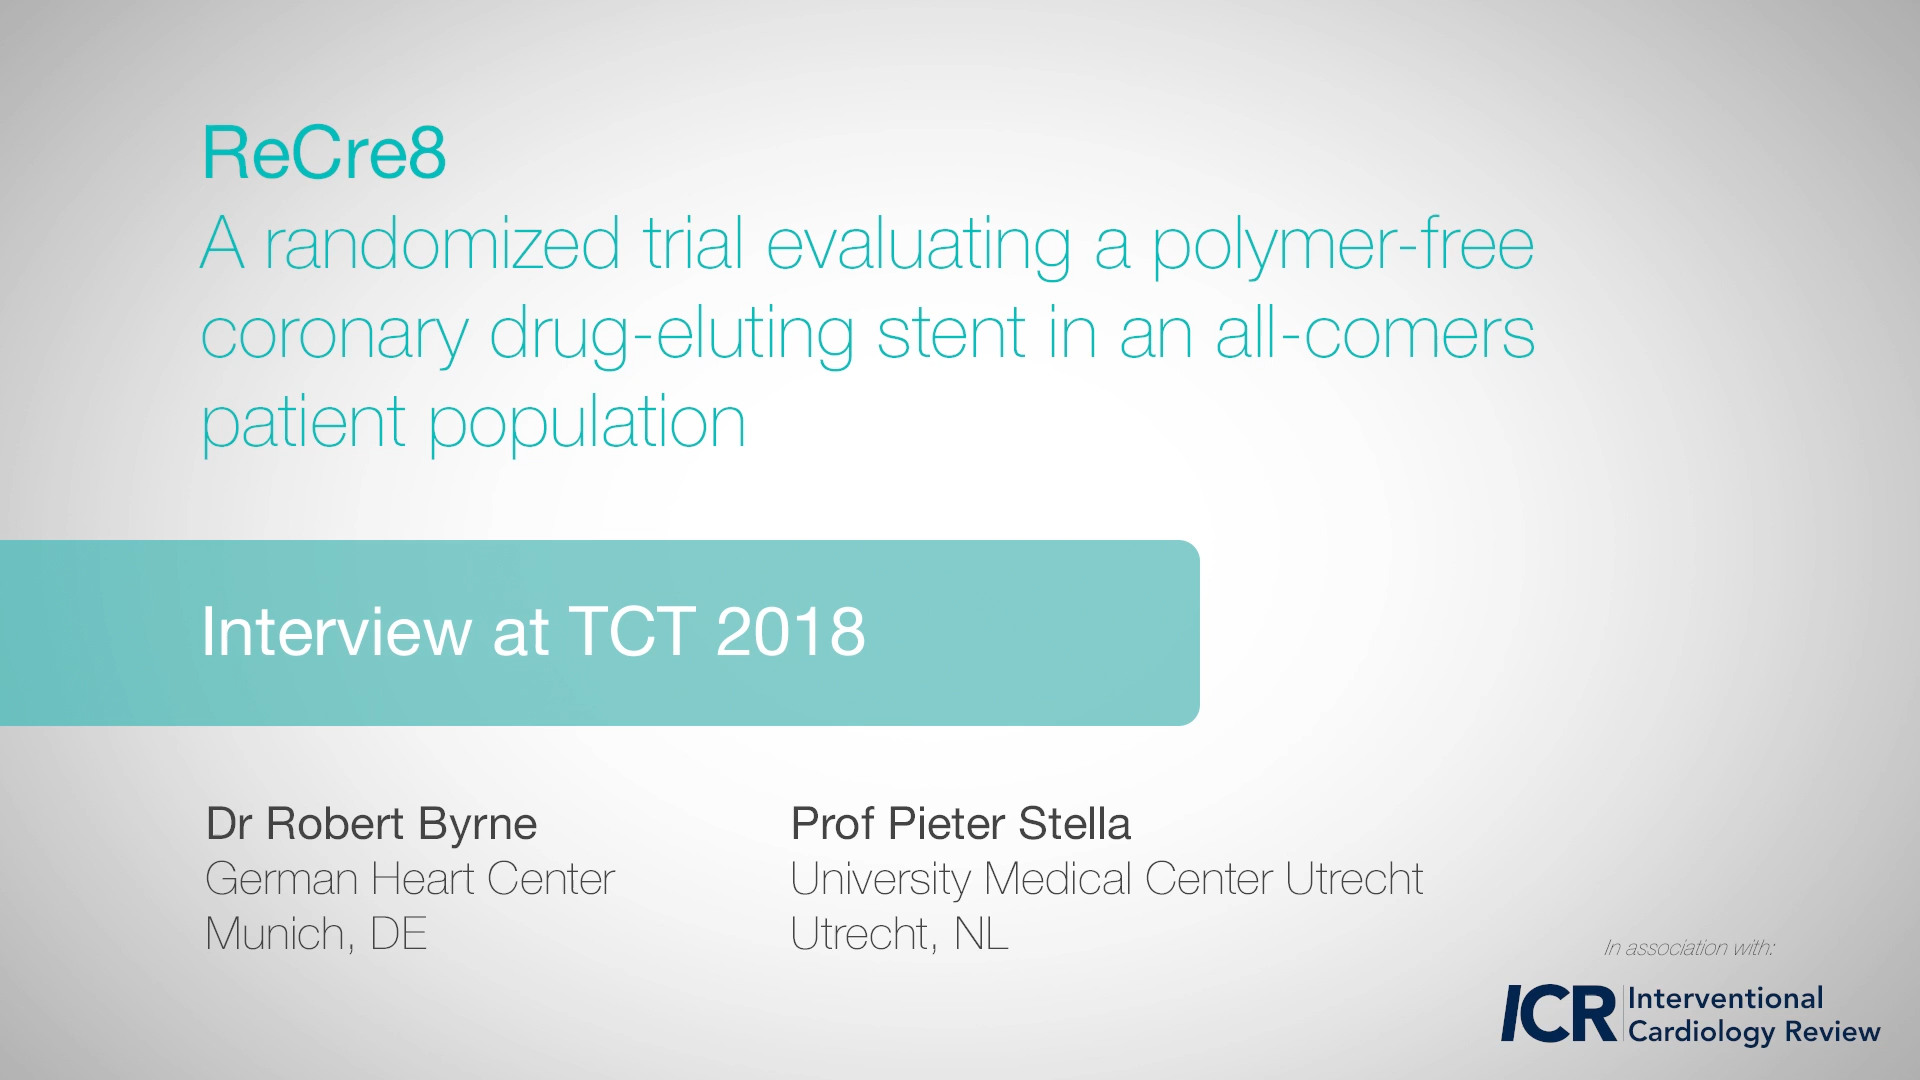 ReCre8
A randomized trial evaluating a polymer-free
coronary drug-eluting stent in an all-comers
patient population
Interview at TCT 2018
Dr Robert Byrne
German Heart Center
Munich, DE
Prof Pieter Stella
University Medical Center Utrecht
Utrecht, NL
In association with:
ICR
Interventional
Cardiology Review